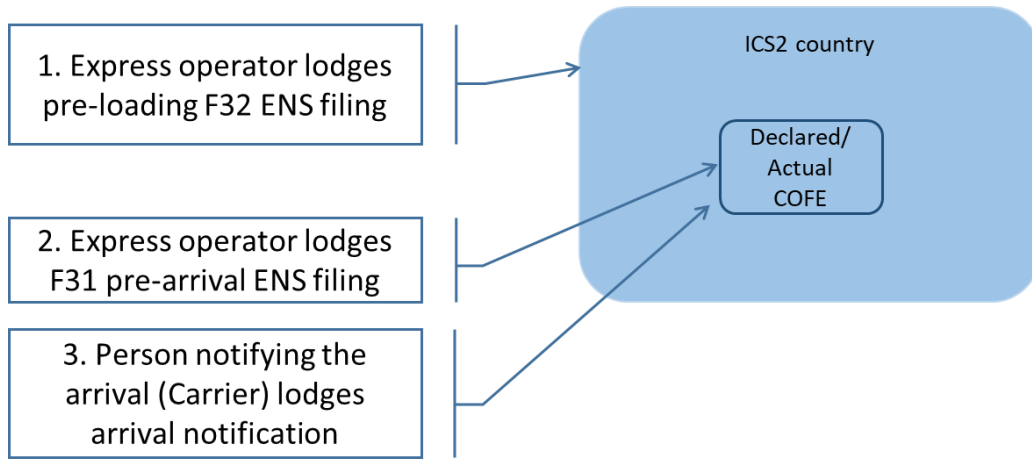 1. Express operator lodges
pre-loading F32 ENS filing
ICS2 country
Declared/
Actual
COFE
2. Express operator lodges
F31 pre-arrival ENS filing
3. Person notifying the
arrival (Carrier) lodges
arrival notification